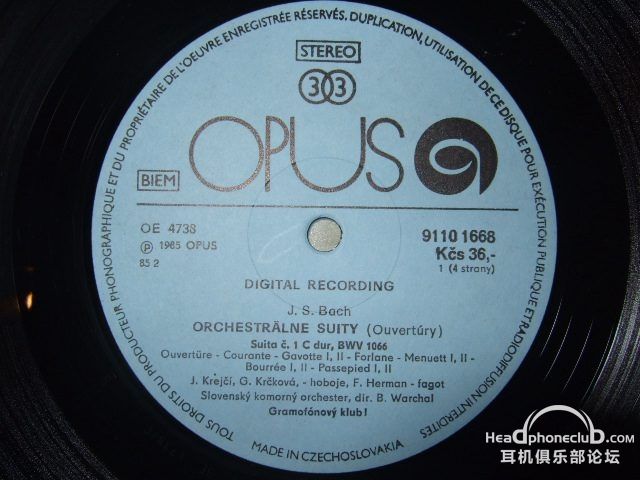 TOUS DROITS DU PRODUCTEUR PHONOGRAPHIQUE ET DU PROPRIÉTAIRE DE L'OEUVRE ENREGISTRÉE RÉSERVÉS. DUPLICATION, UTILISATION DE CE DISQUE POUR EXÉCUTION PUBLIQUE ET RADIODIFFUSION INTERDITES
STEREO
33
OPUS
BIEM
OE 4738
℗ 1985 OPUS
85 2
9110 1668
Kčs 36,-
1 (4 strany)
DIGITAL RECORDING
J. S. Bach
ORCHESTRÁLNE SUITY (Ouvertúry)
Suita č. 1 C dur, BWV 1066
Ouvertüre - Courante - Gavotte I, II - Forlane - Menuett I, II -
Bourrée I, II - Passepied I, II
J. Krejčí, G. Krčková, - hoboje, F. Herman - fagot
Slovenský komorný orchester, dir. B. Warchal
Gramofónový klub!
MADE IN CZECHOSLOVAKIA
Headphoneclub.com
耳机俱乐部论坛